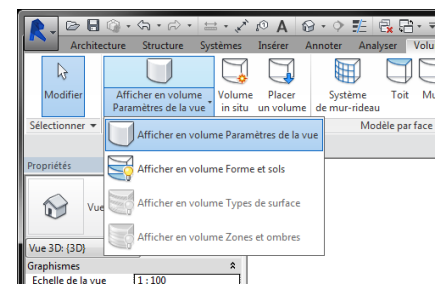 Architecture Structure Systèmes Insérer Annoter Analyser Volu
Modifier
Afficher en volume
Paramètres de la vue
Volume
in situ
Placer
un volume
Système
de mur-rideau
Toit
Mu
Sélectionner
Modèle par face
Afficher en volume Paramètres de la vue
Afficher en volume Forme et sols
Afficher en volume Types de surface
Afficher en volume Zones et ombres
Propriétés
Vue
Vue 3D: {3D}
Graphismes
Echelle de la vue 1 : 100